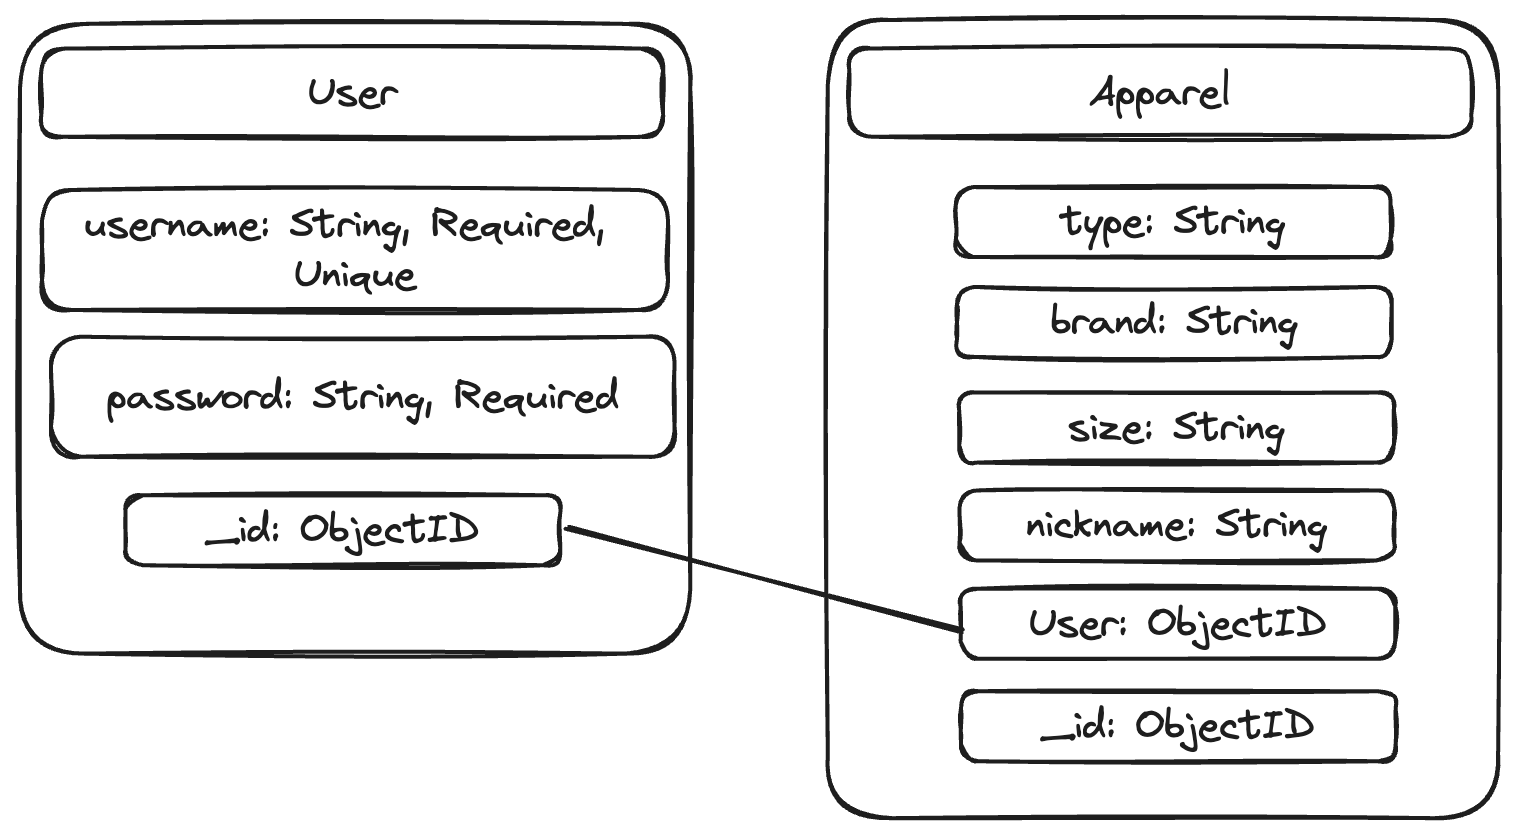 User
username: String, Required,
Unique
password: String, Required
_id: ObjectID
Apparel
type: String
brand: String
size: String
nickname: String
User: ObjectID
_id: ObjectID